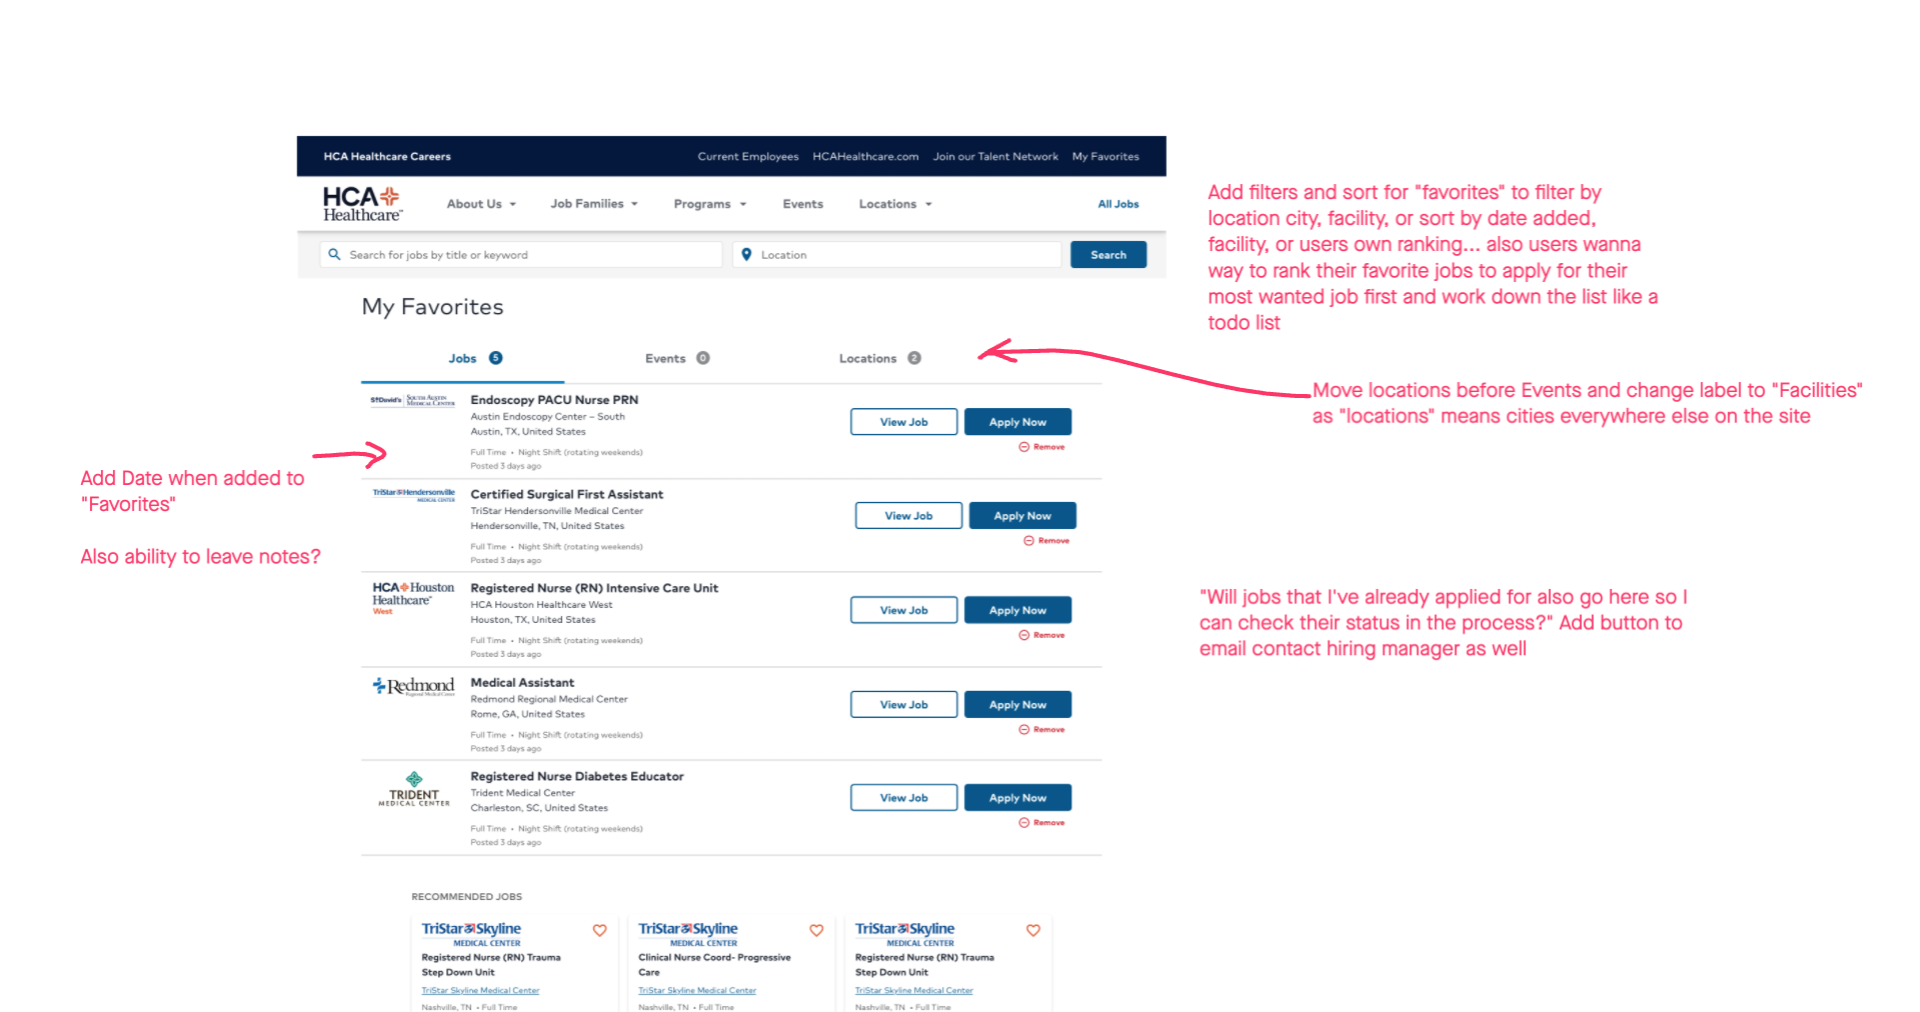 HCA Healthcare Careers
Current Employees HCAHealthcare.com Join our Talent Network My Favorites
HCA
Healthcare™
About Us Job Families Programs Events Locations All Jobs
Search for jobs by title or keyword
Location
Search
My Favorites
Jobs 5
Events 0
Locations 2
St David's South Austin
Medical Center
Endoscopy PACU Nurse PRN
Austin Endoscopy Center – South
Austin, TX, United States
Full Time • Night Shift (rotating weekends)
Posted 3 days ago
View Job
Apply Now
Remove
TriStar Hendersonville
MEDICAL CENTER
Certified Surgical First Assistant
TriStar Hendersonville Medical Center
Hendersonville, TN, United States
Full Time • Night Shift (rotating weekends)
Posted 3 days ago
View Job
Apply Now
Remove
HCA Houston
Healthcare™
West
Registered Nurse (RN) Intensive Care Unit
HCA Houston Healthcare West
Houston, TX, United States
Full Time • Night Shift (rotating weekends)
Posted 3 days ago
View Job
Apply Now
Remove
Redmond
Regional Medical Center
Medical Assistant
Redmond Regional Medical Center
Rome, GA, United States
Full Time • Night Shift (rotating weekends)
Posted 3 days ago
View Job
Apply Now
Remove
TRIDENT
MEDICAL CENTER
Registered Nurse Diabetes Educator
Trident Medical Center
Charleston, SC, United States
Full Time • Night Shift (rotating weekends)
Posted 3 days ago
View Job
Apply Now
Remove
RECOMMENDED JOBS
TriStar Skyline
MEDICAL CENTER
Registered Nurse (RN) Trauma
Step Down Unit
TriStar Skyline Medical Center
Nashville, TN • Full Time
TriStar Skyline
MEDICAL CENTER
Clinical Nurse Coord- Progressive
Care
TriStar Skyline Medical Center
Nashville, TN • Full Time
TriStar Skyline
MEDICAL CENTER
Registered Nurse (RN) Trauma
Step Down Unit
TriStar Skyline Medical Center
Nashville, TN • Full Time
Add Date when added to
"Favorites"
Also ability to leave notes?
Add filters and sort for "favorites" to filter by
location city, facility, or sort by date added,
facility, or users own ranking... also users wanna
way to rank their favorite jobs to apply for their
most wanted job first and work down the list like a
todo list
Move locations before Events and change label to "Facilities"
as "locations" means cities everywhere else on the site
"Will jobs that I've already applied for also go here so I
can check their status in the process?" Add button to
email contact hiring manager as well